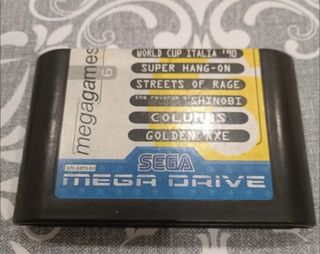 megagames
6
WORLD CUP ITALIA '90
SUPER HANG-ON
STREETS OF RAGE
the revenge of SHINOBI
COLUMNS
GOLDEN AXE
SEGA
MEGA DRIVE